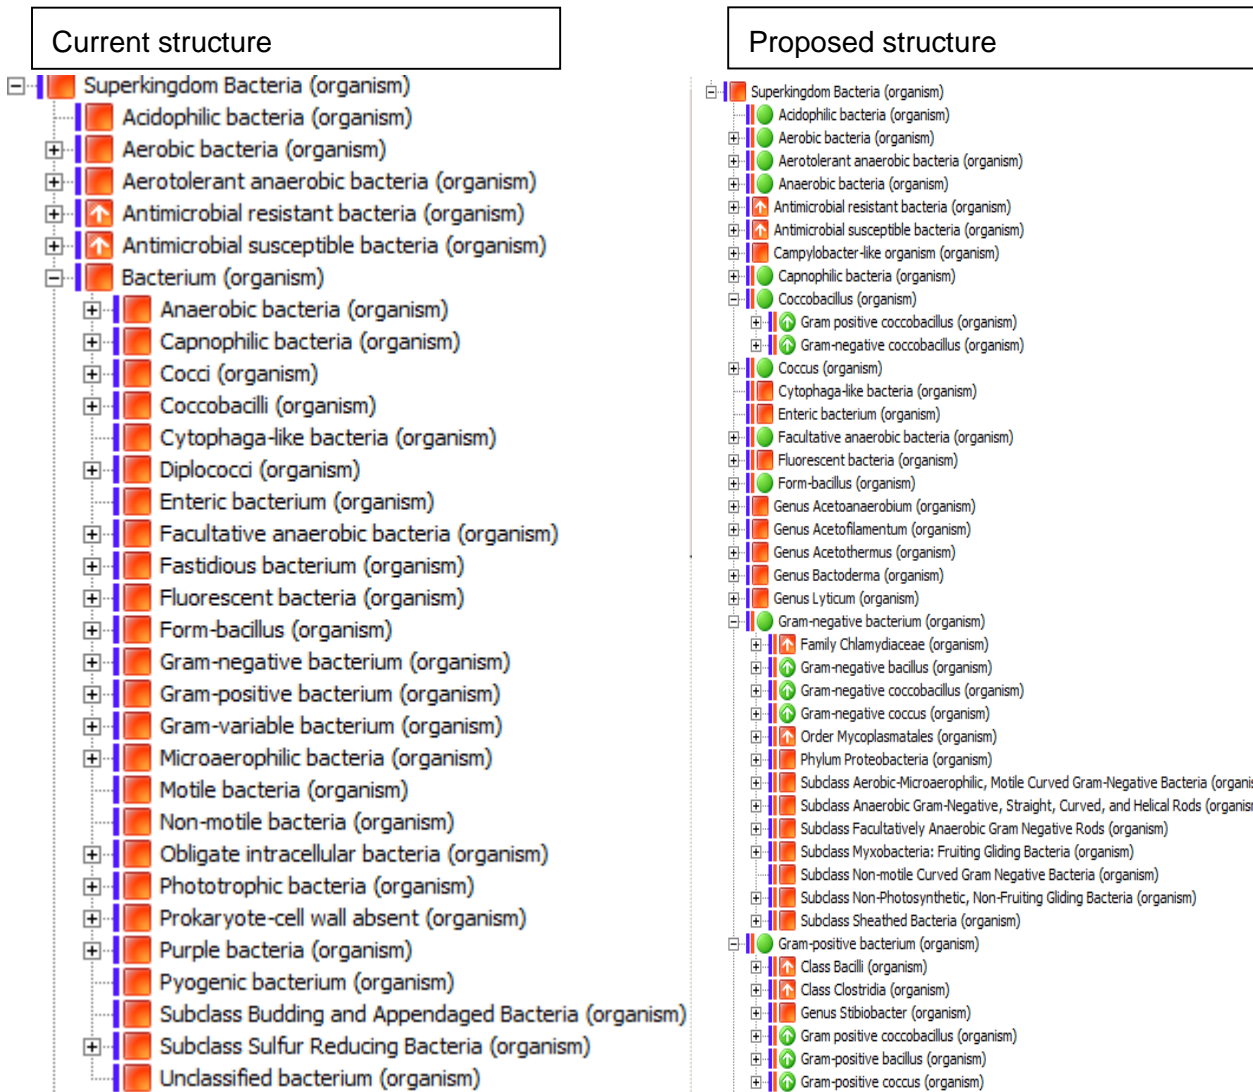 Current structure
Superkingdom Bacteria (organism)
Acidophilic bacteria (organism)
Aerobic bacteria (organism)
Aerotolerant anaerobic bacteria (organism)
Antimicrobial resistant bacteria (organism)
Antimicrobial susceptible bacteria (organism)
Bacterium (organism)
Anaerobic bacteria (organism)
Capnophilic bacteria (organism)
Cocci (organism)
Coccobacilli (organism)
Cytophaga-like bacteria (organism)
Diplococci (organism)
Enteric bacterium (organism)
Facultative anaerobic bacteria (organism)
Fastidious bacterium (organism)
Fluorescent bacteria (organism)
Form-bacillus (organism)
Gram-negative bacterium (organism)
Gram-positive bacterium (organism)
Gram-variable bacterium (organism)
Microaerophilic bacteria (organism)
Motile bacteria (organism)
Non-motile bacteria (organism)
Obligate intracellular bacteria (organism)
Phototrophic bacteria (organism)
Prokaryote-cell wall absent (organism)
Purple bacteria (organism)
Pyogenic bacterium (organism)
Subclass Budding and Appendaged Bacteria (organism)
Subclass Sulfur Reducing Bacteria (organism)
Unclassified bacterium (organism)
Proposed structure
Superkingdom Bacteria (organism)
Acidophilic bacteria (organism)
Aerobic bacteria (organism)
Aerotolerant anaerobic bacteria (organism)
Anaerobic bacteria (organism)
Antimicrobial resistant bacteria (organism)
Antimicrobial susceptible bacteria (organism)
Campylobacter-like organism (organism)
Capnophilic bacteria (organism)
Coccobacillus (organism)
Gram positive coccobacillus (organism)
Gram-negative coccobacillus (organism)
Coccus (organism)
Cytophaga-like bacteria (organism)
Enteric bacterium (organism)
Facultative anaerobic bacteria (organism)
Fluorescent bacteria (organism)
Form-bacillus (organism)
Genus Acetoanaerobium (organism)
Genus Acetofilamentum (organism)
Genus Acetothermus (organism)
Genus Bactoderma (organism)
Genus Lyticum (organism)
Gram-negative bacterium (organism)
Family Chlamydiaceae (organism)
Gram-negative bacillus (organism)
Gram-negative coccobacillus (organism)
Gram-negative coccus (organism)
Order Mycoplasmatales (organism)
Phylum Proteobacteria (organism)
Subclass Aerobic-Microaerophilic, Motile Curved Gram-Negative Bacteria (organis
Subclass Anaerobic Gram-Negative, Straight, Curved, and Helical Rods (organism
Subclass Facultatively Anaerobic Gram Negative Rods (organism)
Subclass Myxobacteria: Fruiting Gliding Bacteria (organism)
Subclass Non-motile Curved Gram Negative Bacteria (organism)
Subclass Non-Photosynthetic, Non-Fruiting Gliding Bacteria (organism)
Subclass Sheathed Bacteria (organism)
Gram-positive bacterium (organism)
Class Bacilli (organism)
Class Clostridia (organism)
Genus Stibiobacter (organism)
Gram positive coccobacillus (organism)
Gram-positive bacillus (organism)
Gram-positive coccus (organism)